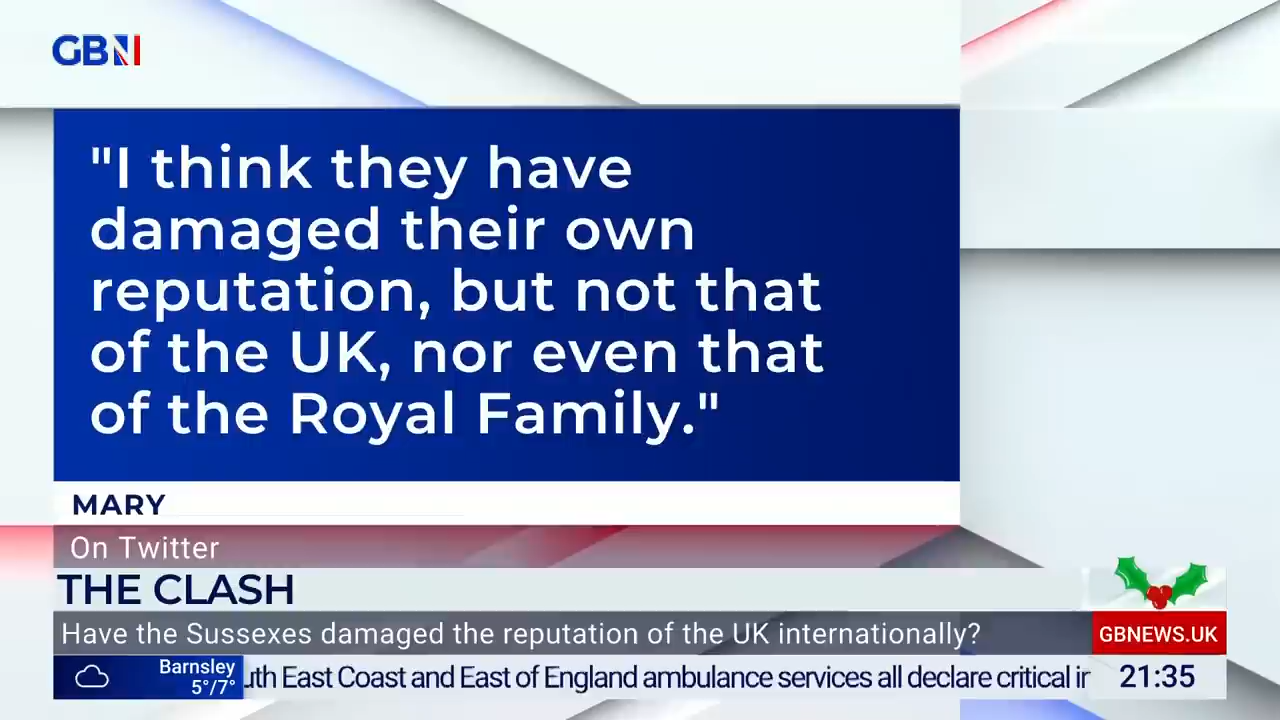 GBN
"I think they have
damaged their own
reputation, but not that
of the UK, nor even that
of the Royal Family."
MARY
On Twitter
THE CLASH
Have the Sussexes damaged the reputation of the UK internationally?
GBNEWS.UK
Barnsley
5°/7°
uth East Coast and East of England ambulance services all declare critical ir
21:35